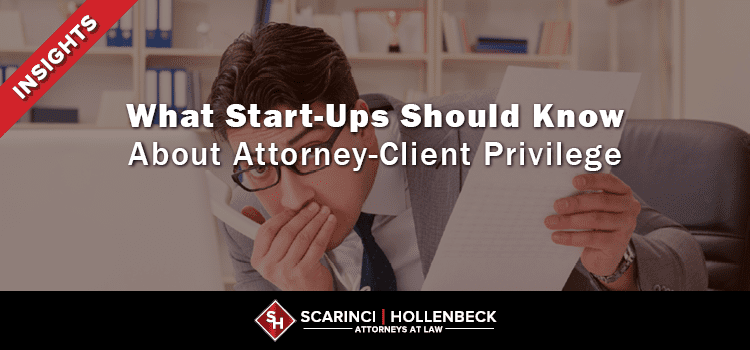 INSIGHTS
What Start-Ups Should Know
About Attorney-Client Privilege
SH
SCARINCI | HOLLENBECK
ATTORNEYS AT LAW